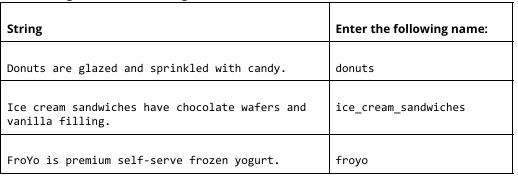 String
Enter the following name:
Donuts are glazed and sprinkled with candy.
donuts
Ice cream sandwiches have chocolate wafers and
vanilla filling.
ice_cream_sandwiches
FroYo is premium self-serve frozen yogurt.
froyo